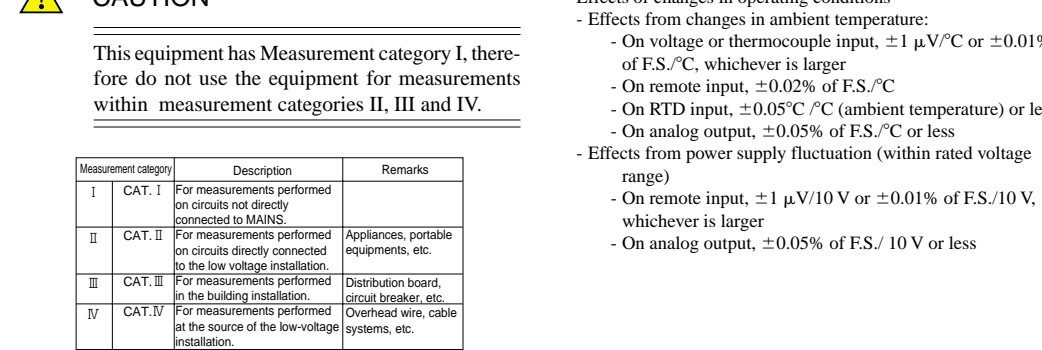 CAUTION
This equipment has Measurement category I, there-
fore do not use the equipment for measurements
within measurement categories II, III and IV.
Measurement category Description Remarks
Ⅰ CAT. Ⅰ For measurements performed
on circuits not directly
connected to MAINS.
Ⅱ CAT. Ⅱ For measurements performed Appliances, portable
on circuits directly connected equipments, etc.
to the low voltage installation.
Ⅲ CAT. Ⅲ For measurements performed Distribution board,
in the building installation. circuit breaker, etc.
Ⅳ CAT.Ⅳ For measurements performed Overhead wire, cable
at the source of the low-voltage systems, etc.
installation.
Effects of changes in operating conditions
- Effects from changes in ambient temperature:
- On voltage or thermocouple input, ±1 μV/°C or ±0.01%
of F.S./°C, whichever is larger
- On remote input, ±0.02% of F.S./°C
- On RTD input, ±0.05°C /°C (ambient temperature) or
- On analog output, ±0.05% of F.S./°C or less
- Effects from power supply fluctuation (within rated voltage
range)
- On remote input, ±1 μV/10 V or ±0.01% of F.S./10 V,
whichever is larger
- On analog output, ±0.05% of F.S./ 10 V or less